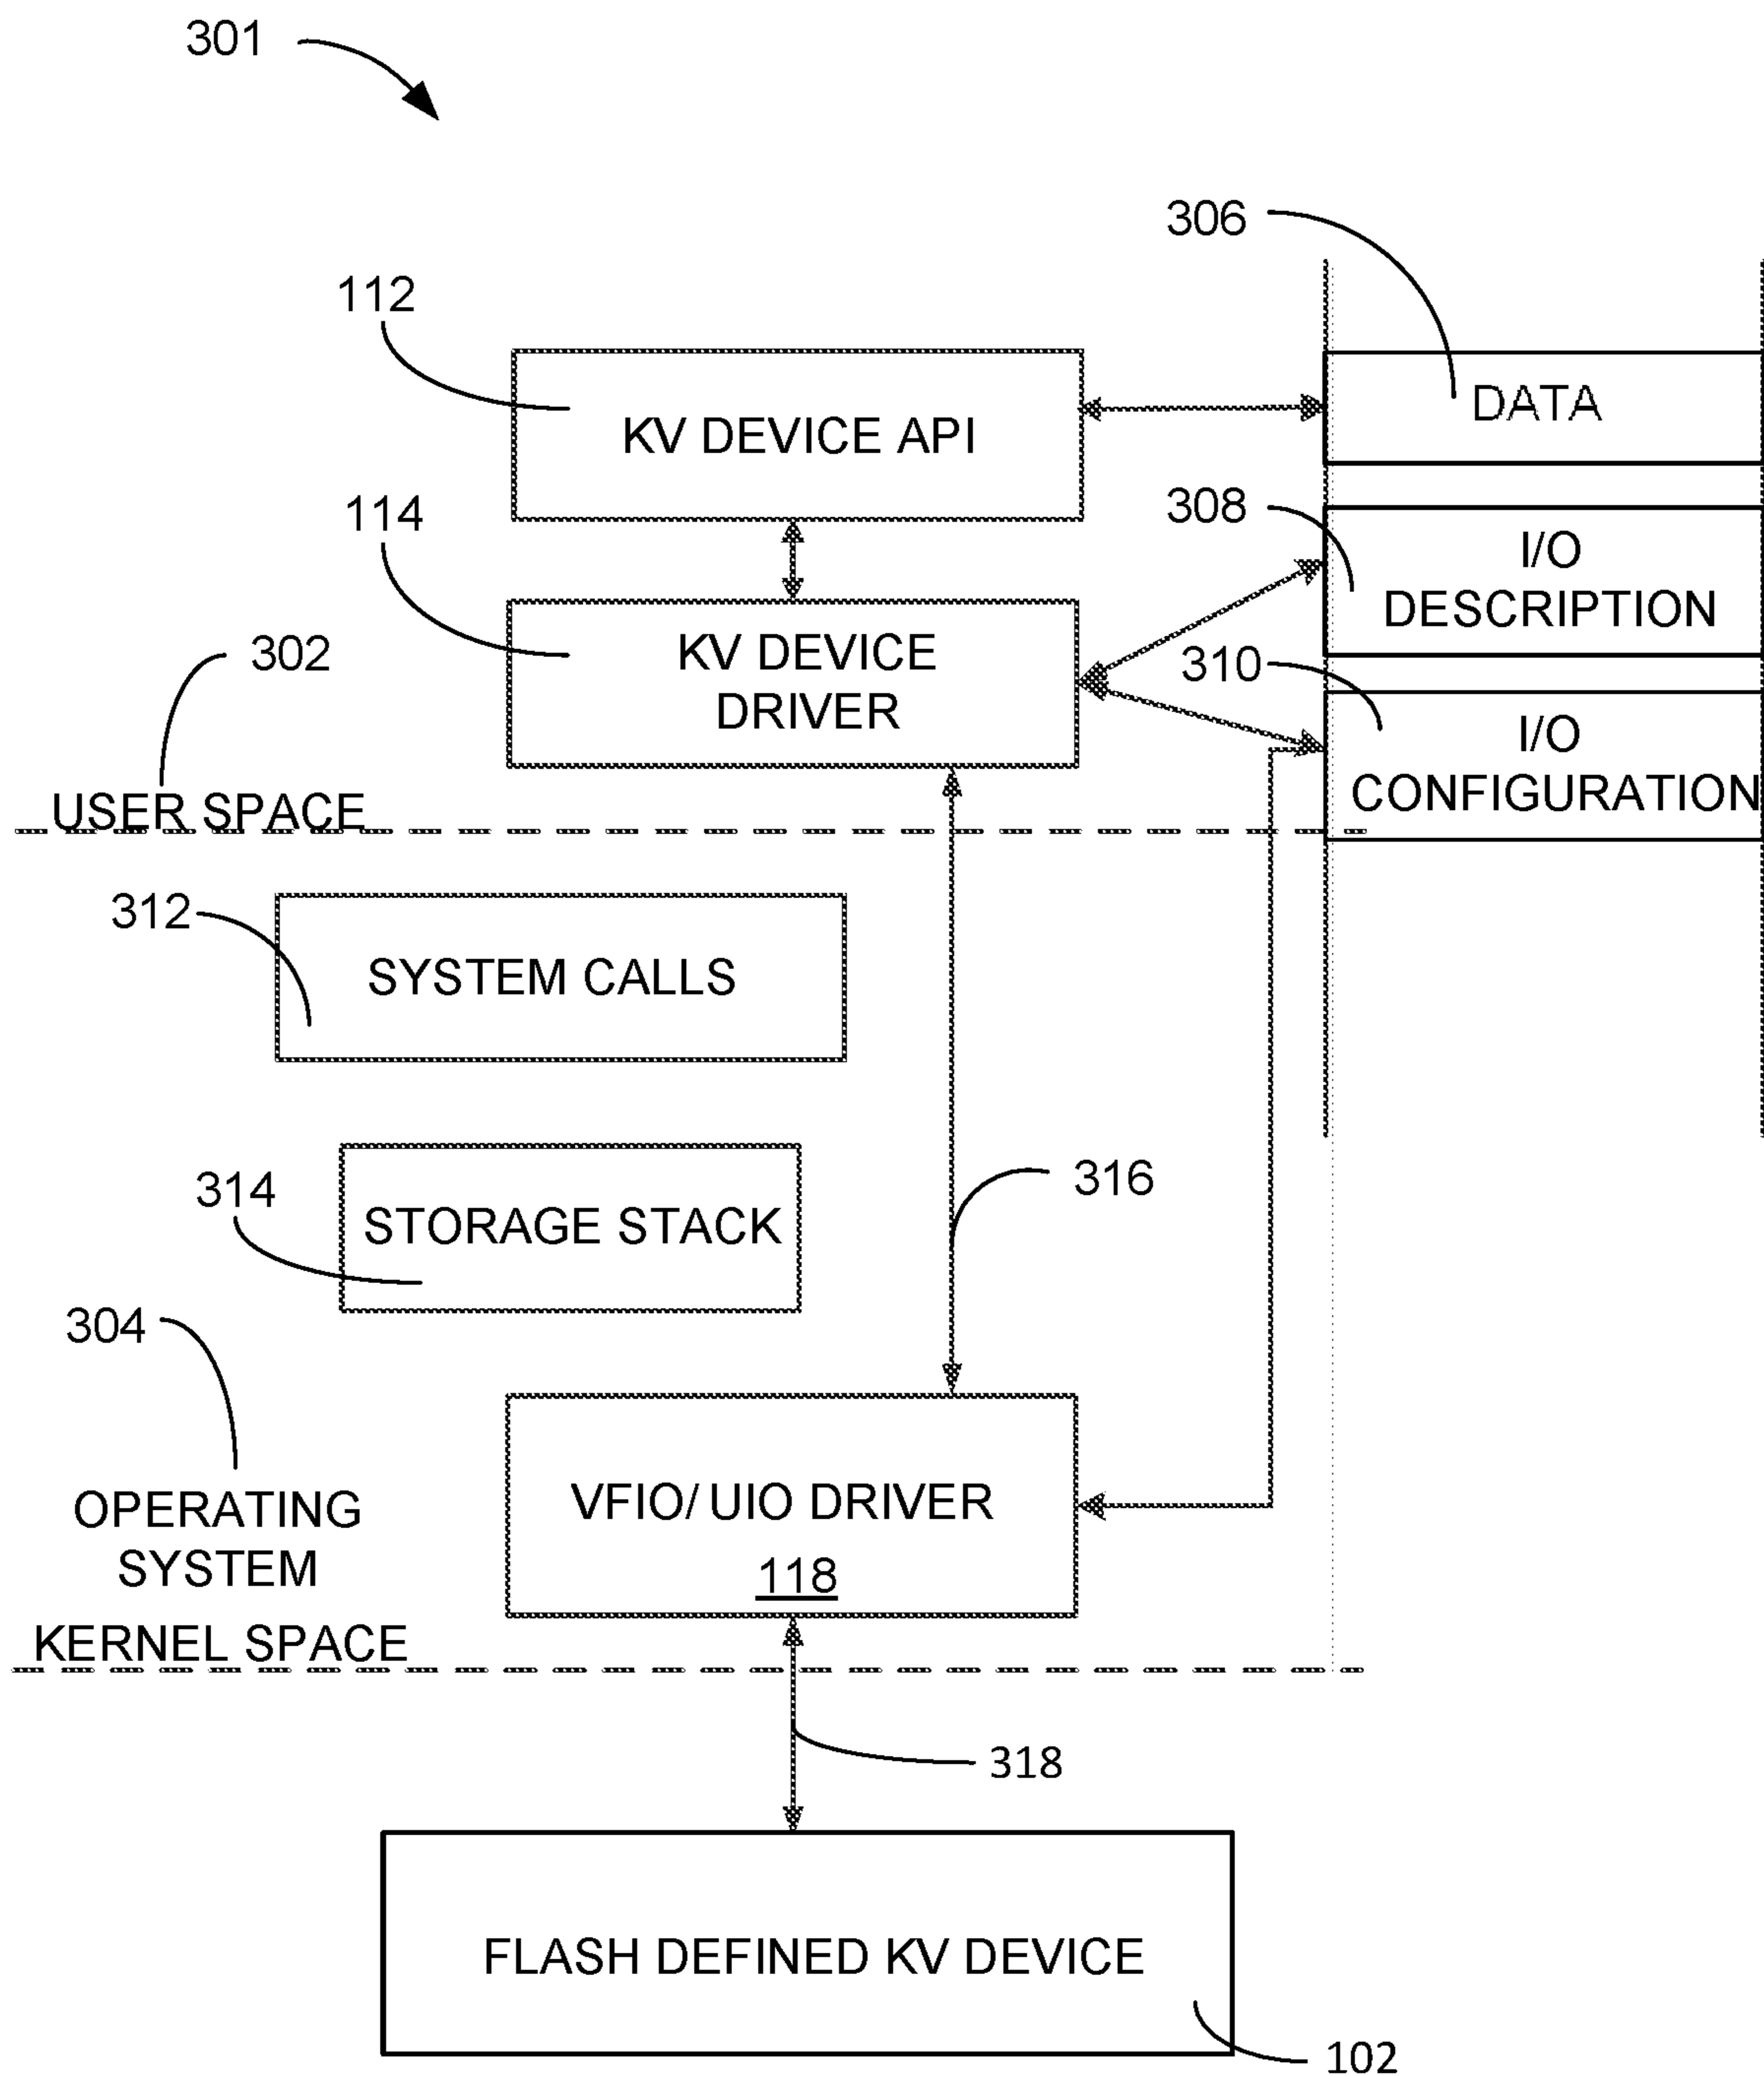 301
306
112
DATA
KV DEVICE API
114
308
I/O
DESCRIPTION
302
KV DEVICE
DRIVER
310
I/O
CONFIGURATION
USER SPACE
312
SYSTEM CALLS
314
316
STORAGE STACK
304
OPERATING
SYSTEM
KERNEL SPACE
VFIO/ UIO DRIVER
118
318
FLASH DEFINED KV DEVICE
102